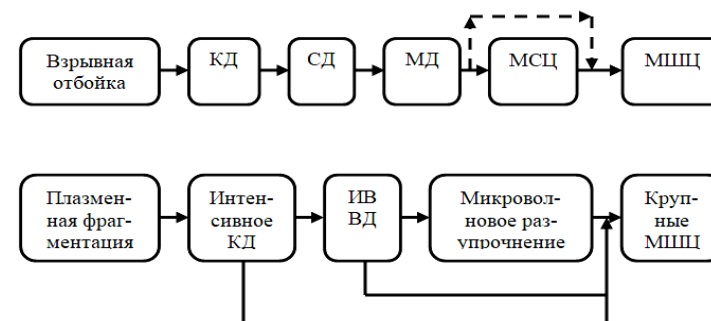 Взрывная
отбойка
КД
СД
МД
МСЦ
МШЦ
Плазмен-
ная фраг-
ментация
Интен-
сивное
КД
ИВ
ВД
Микровол-
новое раз-
упрочнение
Круп-
ные
МШЦ